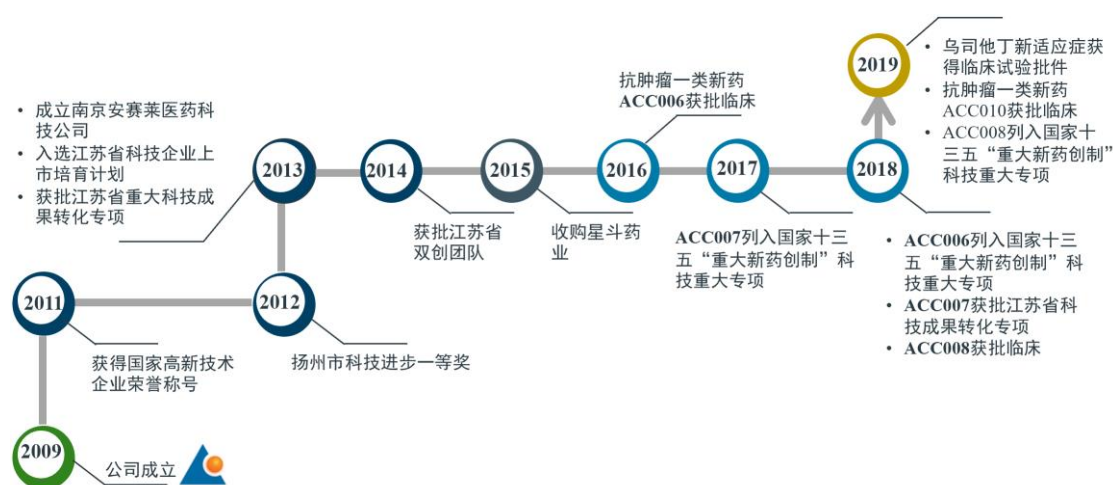 2009
公司成立
2011
获得国家高新技术
企业荣誉称号
2012
扬州市科技进步一等奖
2013
• 成立南京安赛莱医药科
技公司
• 入选江苏省科技企业上
市培育计划
• 获批江苏省重大科技成
果转化专项
2014
获批江苏省
双创团队
2015
收购星斗药
业
2016
抗肿瘤一类新药
ACC006获批临床
2017
ACC007列入国家十三
五“重大新药创制”科
技重大专项
2018
• ACC006列入国家十三
五“重大新药创制”科
技重大专项
• ACC007获批江苏省科
技成果转化专项
• ACC008获批临床
2019
• 乌司他丁新适应症获
得临床试验批件
• 抗肿瘤一类新药
ACC010获批临床
• ACC008列入国家十
三五“重大新药创制”
科技重大专项